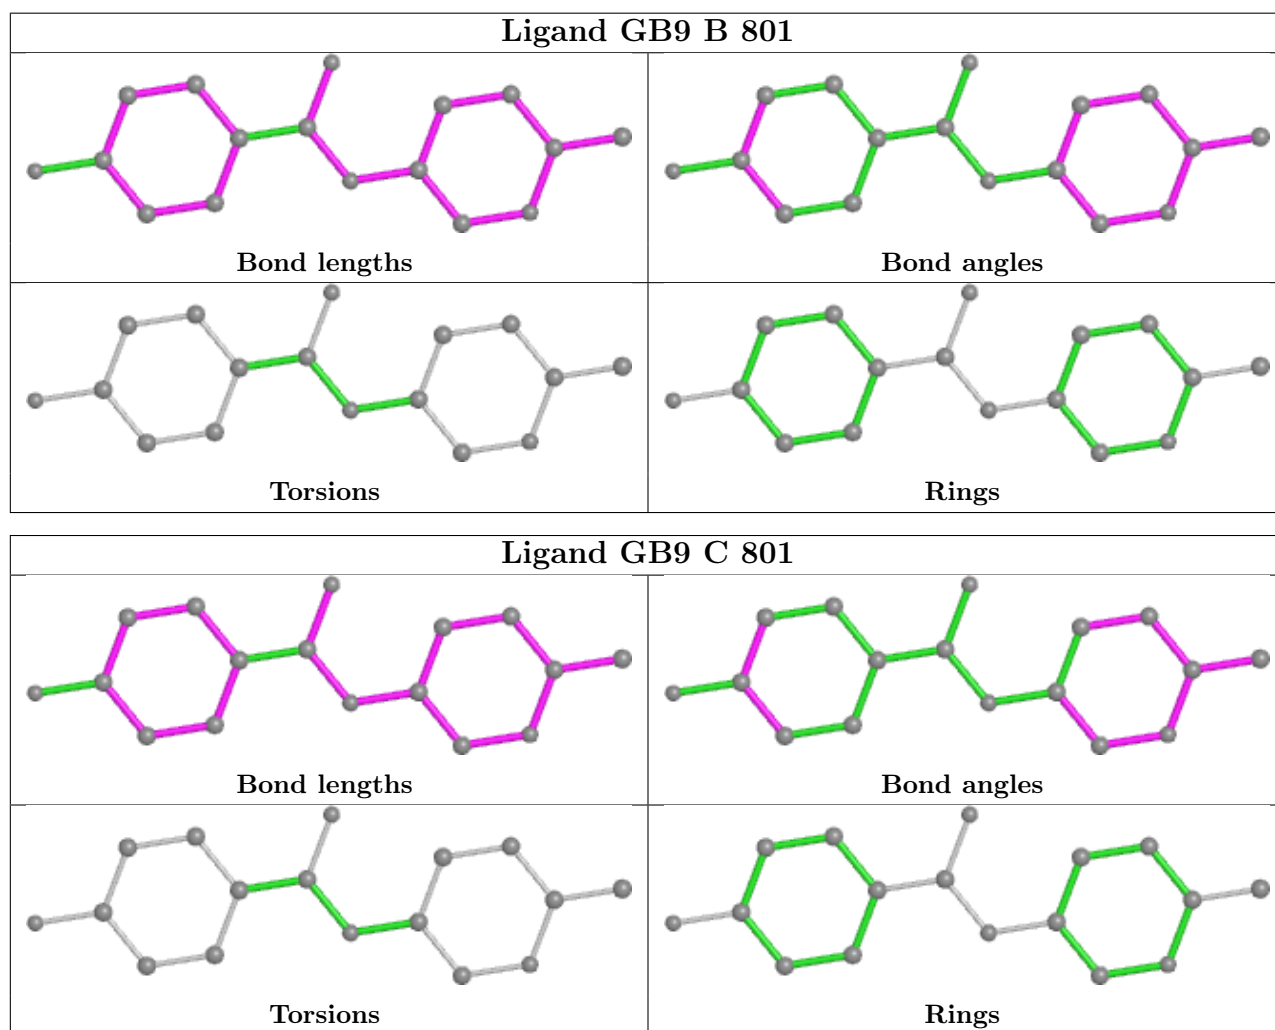 Ligand GB9 B 801
Bond lengths
Bond angles
Torsions
Rings
Ligand GB9 C 801
Bond lengths
Bond angles
Torsions
Rings